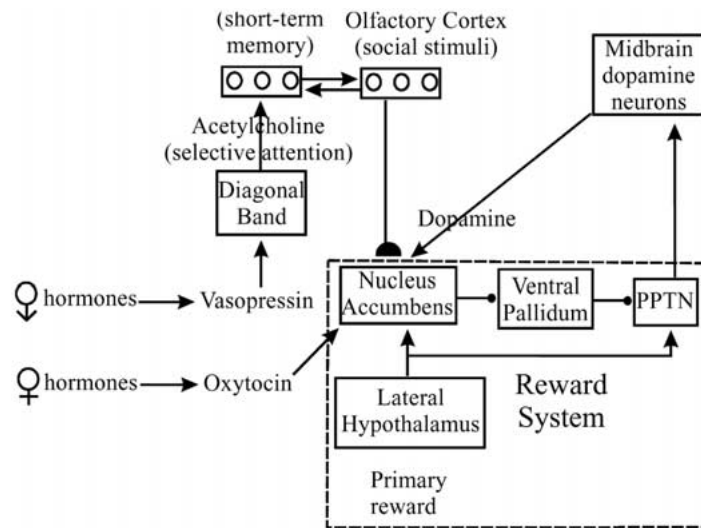 (short-term
memory)
Olfactory Cortex
(social stimuli)
Midbrain
dopamine
neurons
Acetylcholine
(selective attention)
Diagonal
Band
Dopamine
hormones
Vasopressin
Nucleus
Accumbens
Ventral
Pallidum
PPTN
hormones
Oxytocin
Lateral
Hypothalamus
Reward
System
Primary
reward